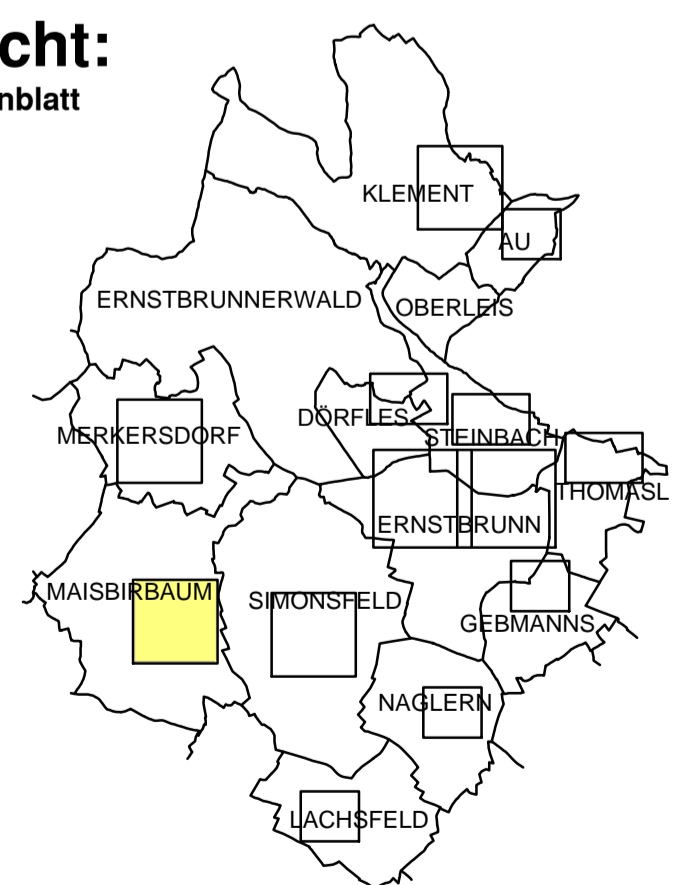 cht:
nblatt
KLEMENT
AU
ERNSTBRUNNERWALD
OBERLEIS
DÖRFLES
MERKERSDORF
STEINBACH
THOMASL
ERNSTBRUNN
MAISBIRBAUM
SIMONSFELD
GEBMANNS
NAGLERN
LACHSFELD